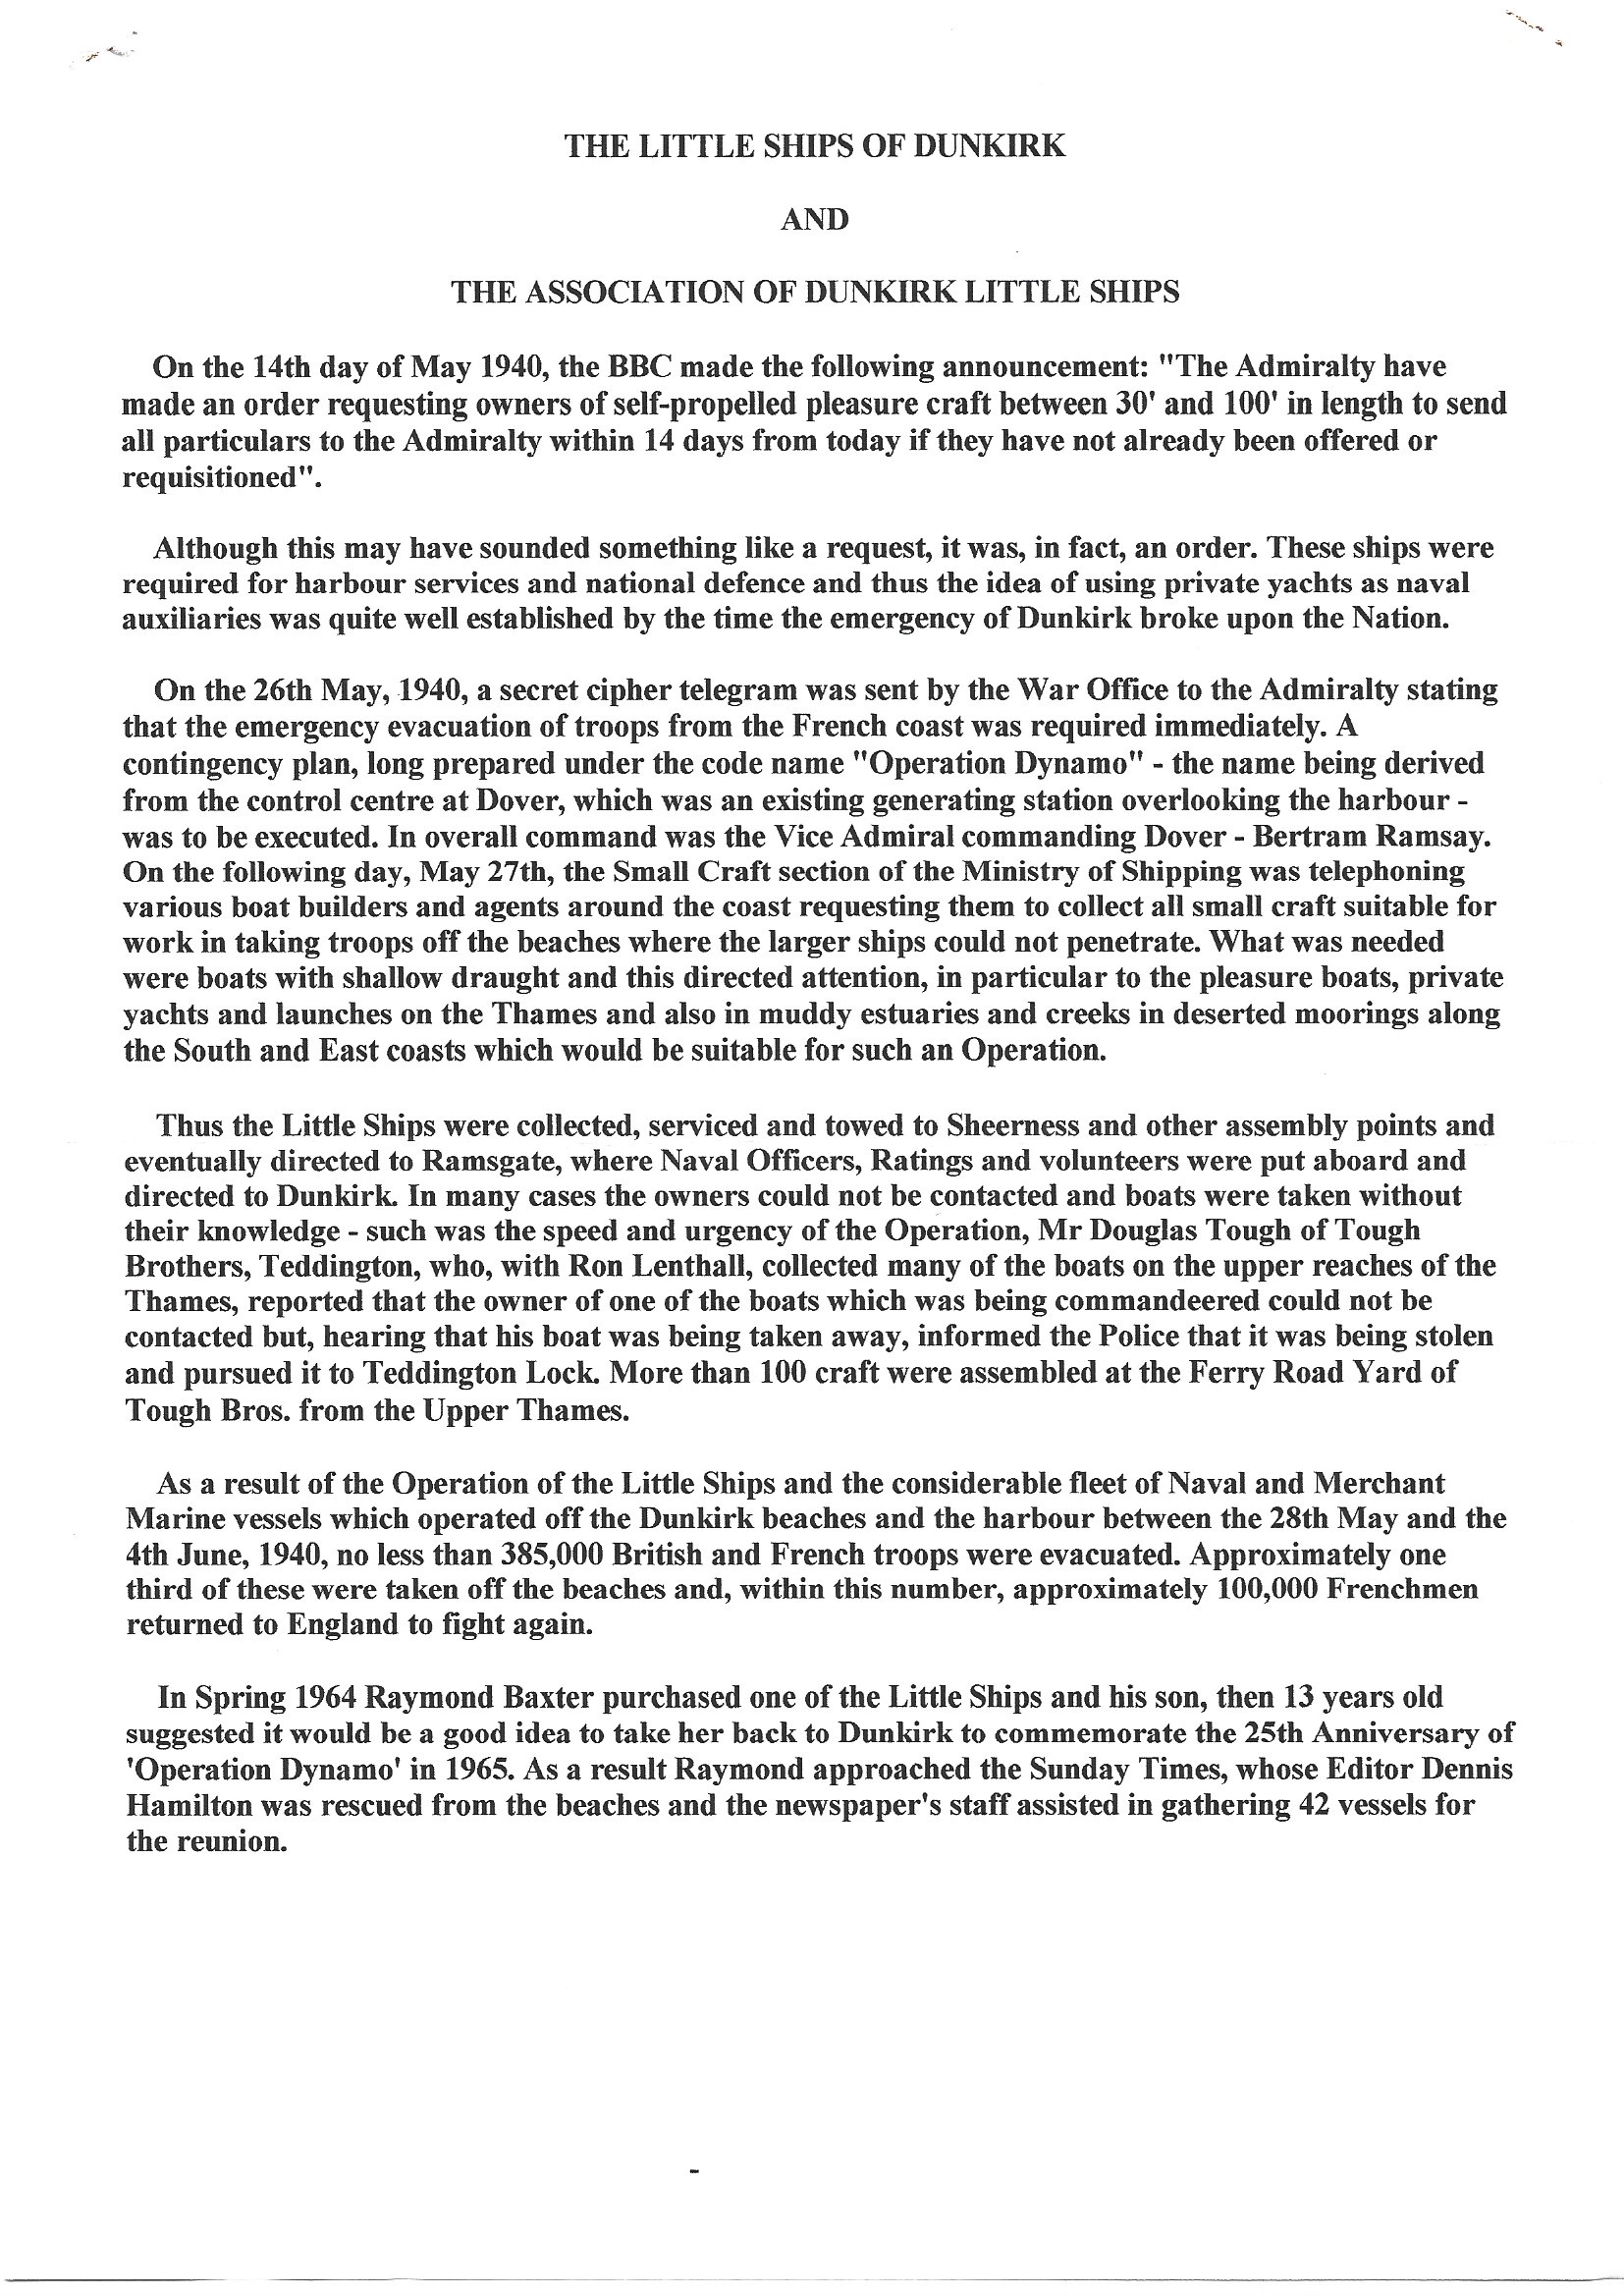 THE LITTLE SHIPS OF DUNKIRK
AND
THE ASSOCIATION OF DUNKIRK LITTLE SHIPS
On the 14th day of May 1940, the BBC made the following announcement: "The Admiralty have
made an order requesting owners of self-propelled pleasure craft between 30' and 100' in length to send
all particulars to the Admiralty within 14 days from today if they have not already been offered or
requisitioned".
Although this may have sounded something like a request, it was, in fact, an order. These ships were
required for harbour services and national defence and thus the idea of using private yachts as naval
auxiliaries was quite well established by the time the emergency of Dunkirk broke upon the Nation.
On the 26th May, 1940, a secret cipher telegram was sent by the War Office to the Admiralty stating
that the emergency evacuation of troops from the French coast was required immediately. A
contingency plan, long prepared under the code name "Operation Dynamo" - the name being derived
from the control centre at Dover, which was an existing generating station overlooking the harbour -
was to be executed. In overall command was the Vice Admiral commanding Dover - Bertram Ramsay.
On the following day, May 27th, the Small Craft section of the Ministry of Shipping was telephoning
various boat builders and agents around the coast requesting them to collect all small craft suitable for
work in taking troops off the beaches where the larger ships could not penetrate. What was needed
were boats with shallow draught and this directed attention, in particular to the pleasure boats, private
yachts and launches on the Thames and also in muddy estuaries and creeks in deserted moorings along
the South and East coasts which would be suitable for such an Operation.
Thus the Little Ships were collected, serviced and towed to Sheerness and other assembly points and
eventually directed to Ramsgate, where Naval Officers, Ratings and volunteers were put aboard and
directed to Dunkirk. In many cases the owners could not be contacted and boats were taken without
their knowledge - such was the speed and urgency of the Operation, Mr Douglas Tough of Tough
Brothers, Teddington, who, with Ron Lenthall, collected many of the boats on the upper reaches of the
Thames, reported that the owner of one of the boats which was being commandeered could not be
contacted but, hearing that his boat was being taken away, informed the Police that it was being stolen
and pursued it to Teddington Lock. More than 100 craft were assembled at the Ferry Road Yard of
Tough Bros. from the Upper Thames.
As a result of the Operation of the Little Ships and the considerable fleet of Naval and Merchant
Marine vessels which operated off the Dunkirk beaches and the harbour between the 28th May and the
4th June, 1940, no less than 385,000 British and French troops were evacuated. Approximately one
third of these were taken off the beaches and, within this number, approximately 100,000 Frenchmen
returned to England to fight again.
In Spring 1964 Raymond Baxter purchased one of the Little Ships and his son, then 13 years old
suggested it would be a good idea to take her back to Dunkirk to commemorate the 25th Anniversary of
'Operation Dynamo' in 1965. As a result Raymond approached the Sunday Times, whose Editor Dennis
Hamilton was rescued from the beaches and the newspaper's staff assisted in gathering 42 vessels for
the reunion.